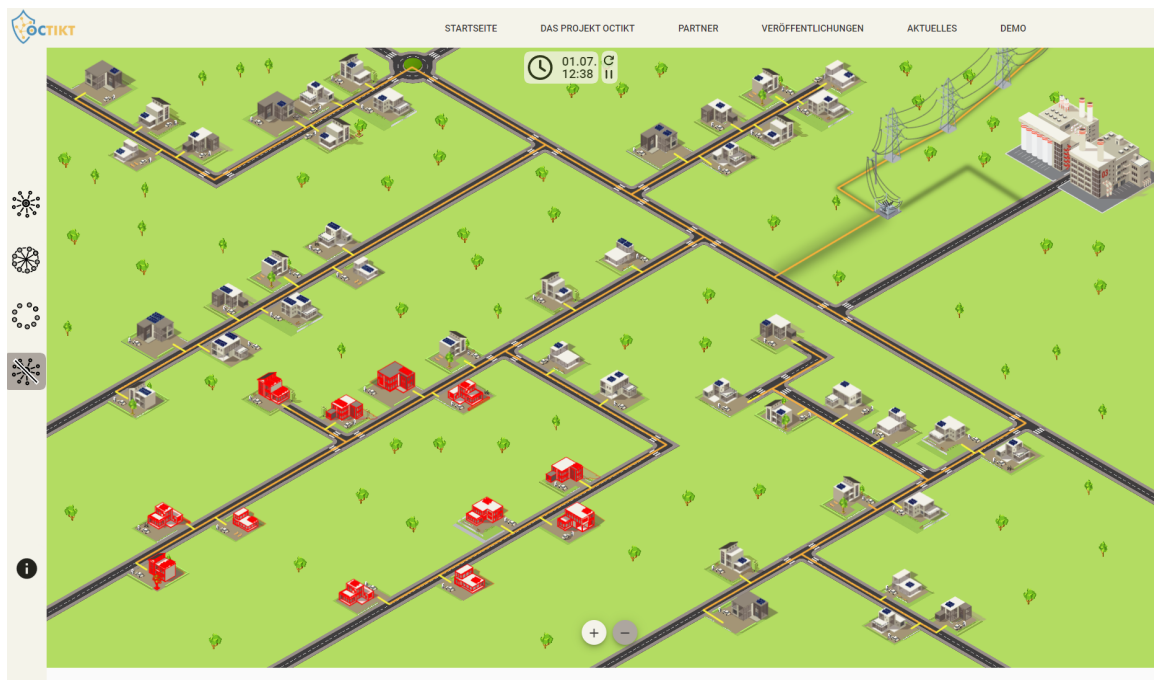 OCTIKT
STARTSEITE
DAS PROJEKT OCTIKT
PARTNER
VERÖFFENTLICHUNGEN
AKTUELLES
DEMO
01.07.
12:38